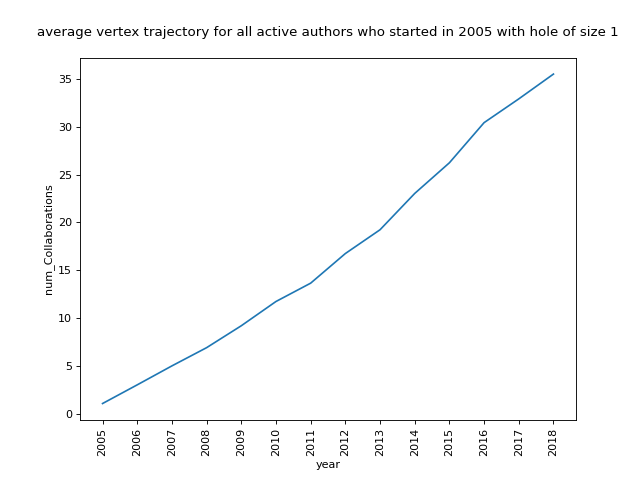 average vertex trajectory for all active authors who started in 2005 with hole of size 1
num_Collaborations
35
30
25
20
15
10
5
0
2005 2006 2007 2008 2009 2010 2011 2012 2013 2014 2015 2016 2017 2018
year